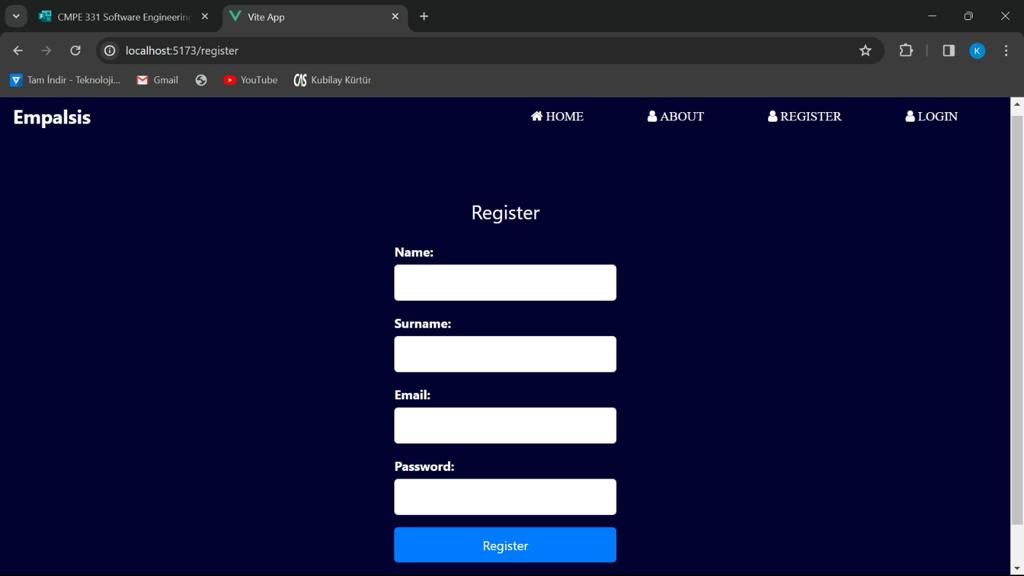 CMPE 331 Software Engineering
Vite App
localhost:5173/register
K
Tam İndir - Teknoloji...
Gmail
YouTube
Kubilay Kürtür
Empalsis
HOME
ABOUT
REGISTER
LOGIN
Register
Name:
Surname:
Email:
Password:
Register